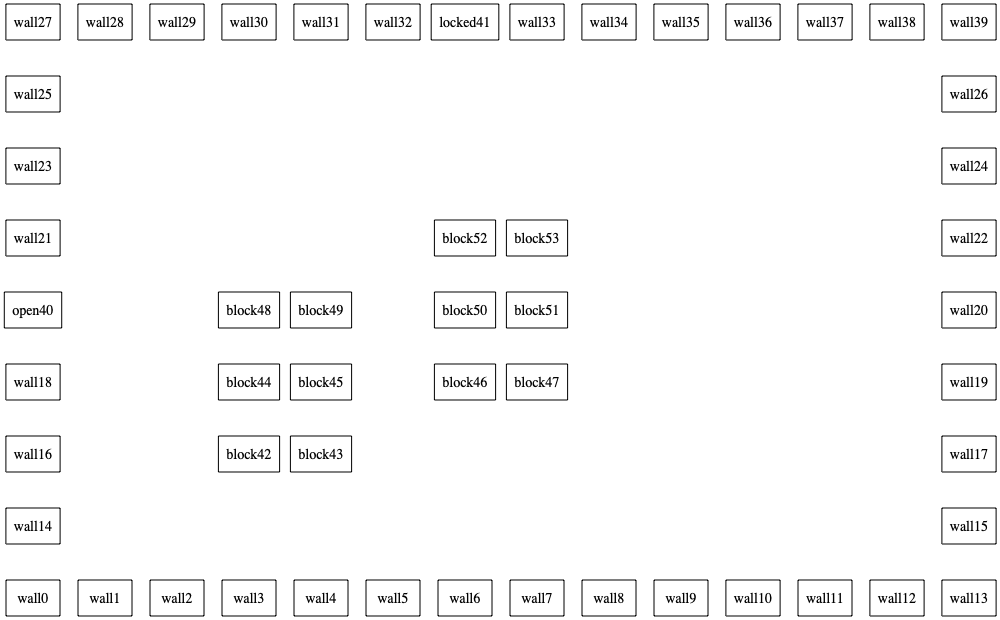 wall27 wall28 wall29 wall30 wall31 wall32 locked41 wall33 wall34 wall35 wall36 wall37 wall38 wall39
wall25 wall26
wall23 wall24
wall21 block52 block53 wall22
open40 block48 block49 block50 block51 wall20
wall18 block44 block45 block46 block47 wall19
wall16 block42 block43 wall17
wall14 wall15
wall0 wall1 wall2 wall3 wall4 wall5 wall6 wall7 wall8 wall9 wall10 wall11 wall12 wall13